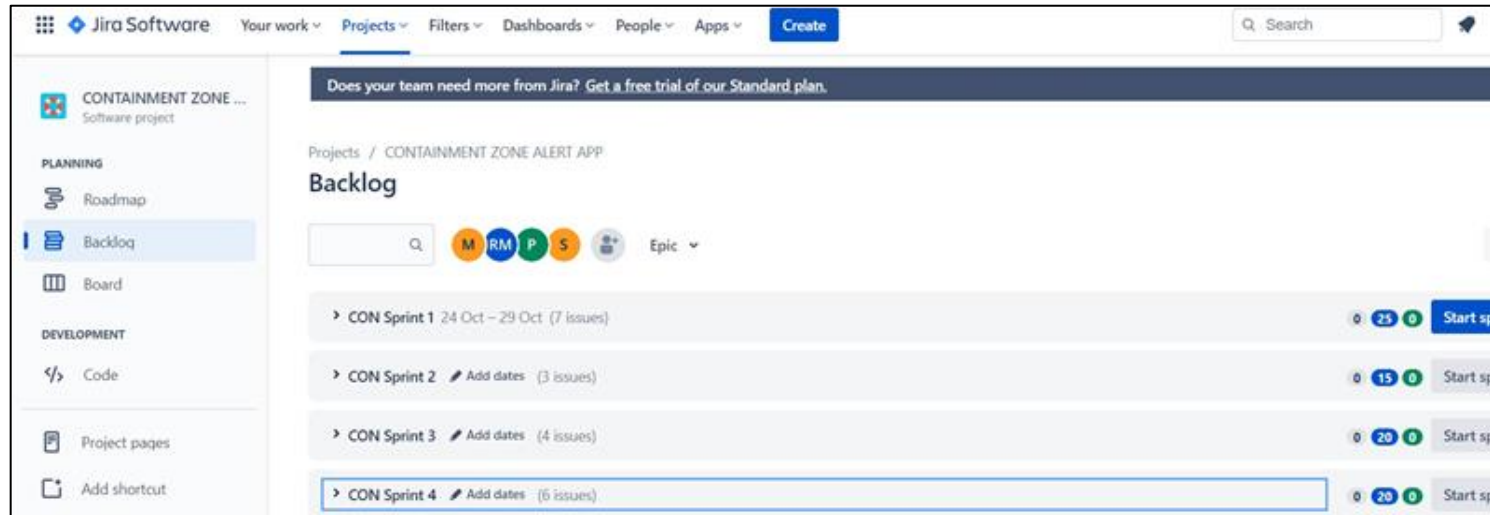 Jira Software Your work Projects Filters Dashboards People Apps Create Search
CONTAINMENT ZONE ...
Software project
PLANNING
Roadmap
Backlog
Board
DEVELOPMENT
Code
Project pages
Add shortcut
Does your team need more from Jira? Get a free trial of our Standard plan.
Projects / CONTAINMENT ZONE ALERT APP
Backlog
M RM P S Epic
CON Sprint 1 24 Oct – 29 Oct (7 issues) 0 25 0 Start sp
CON Sprint 2 Add dates (3 issues) 0 15 0 Start sp
CON Sprint 3 Add dates (4 issues) 0 20 0 Start sp
CON Sprint 4 Add dates (6 issues) 0 20 0 Start sp